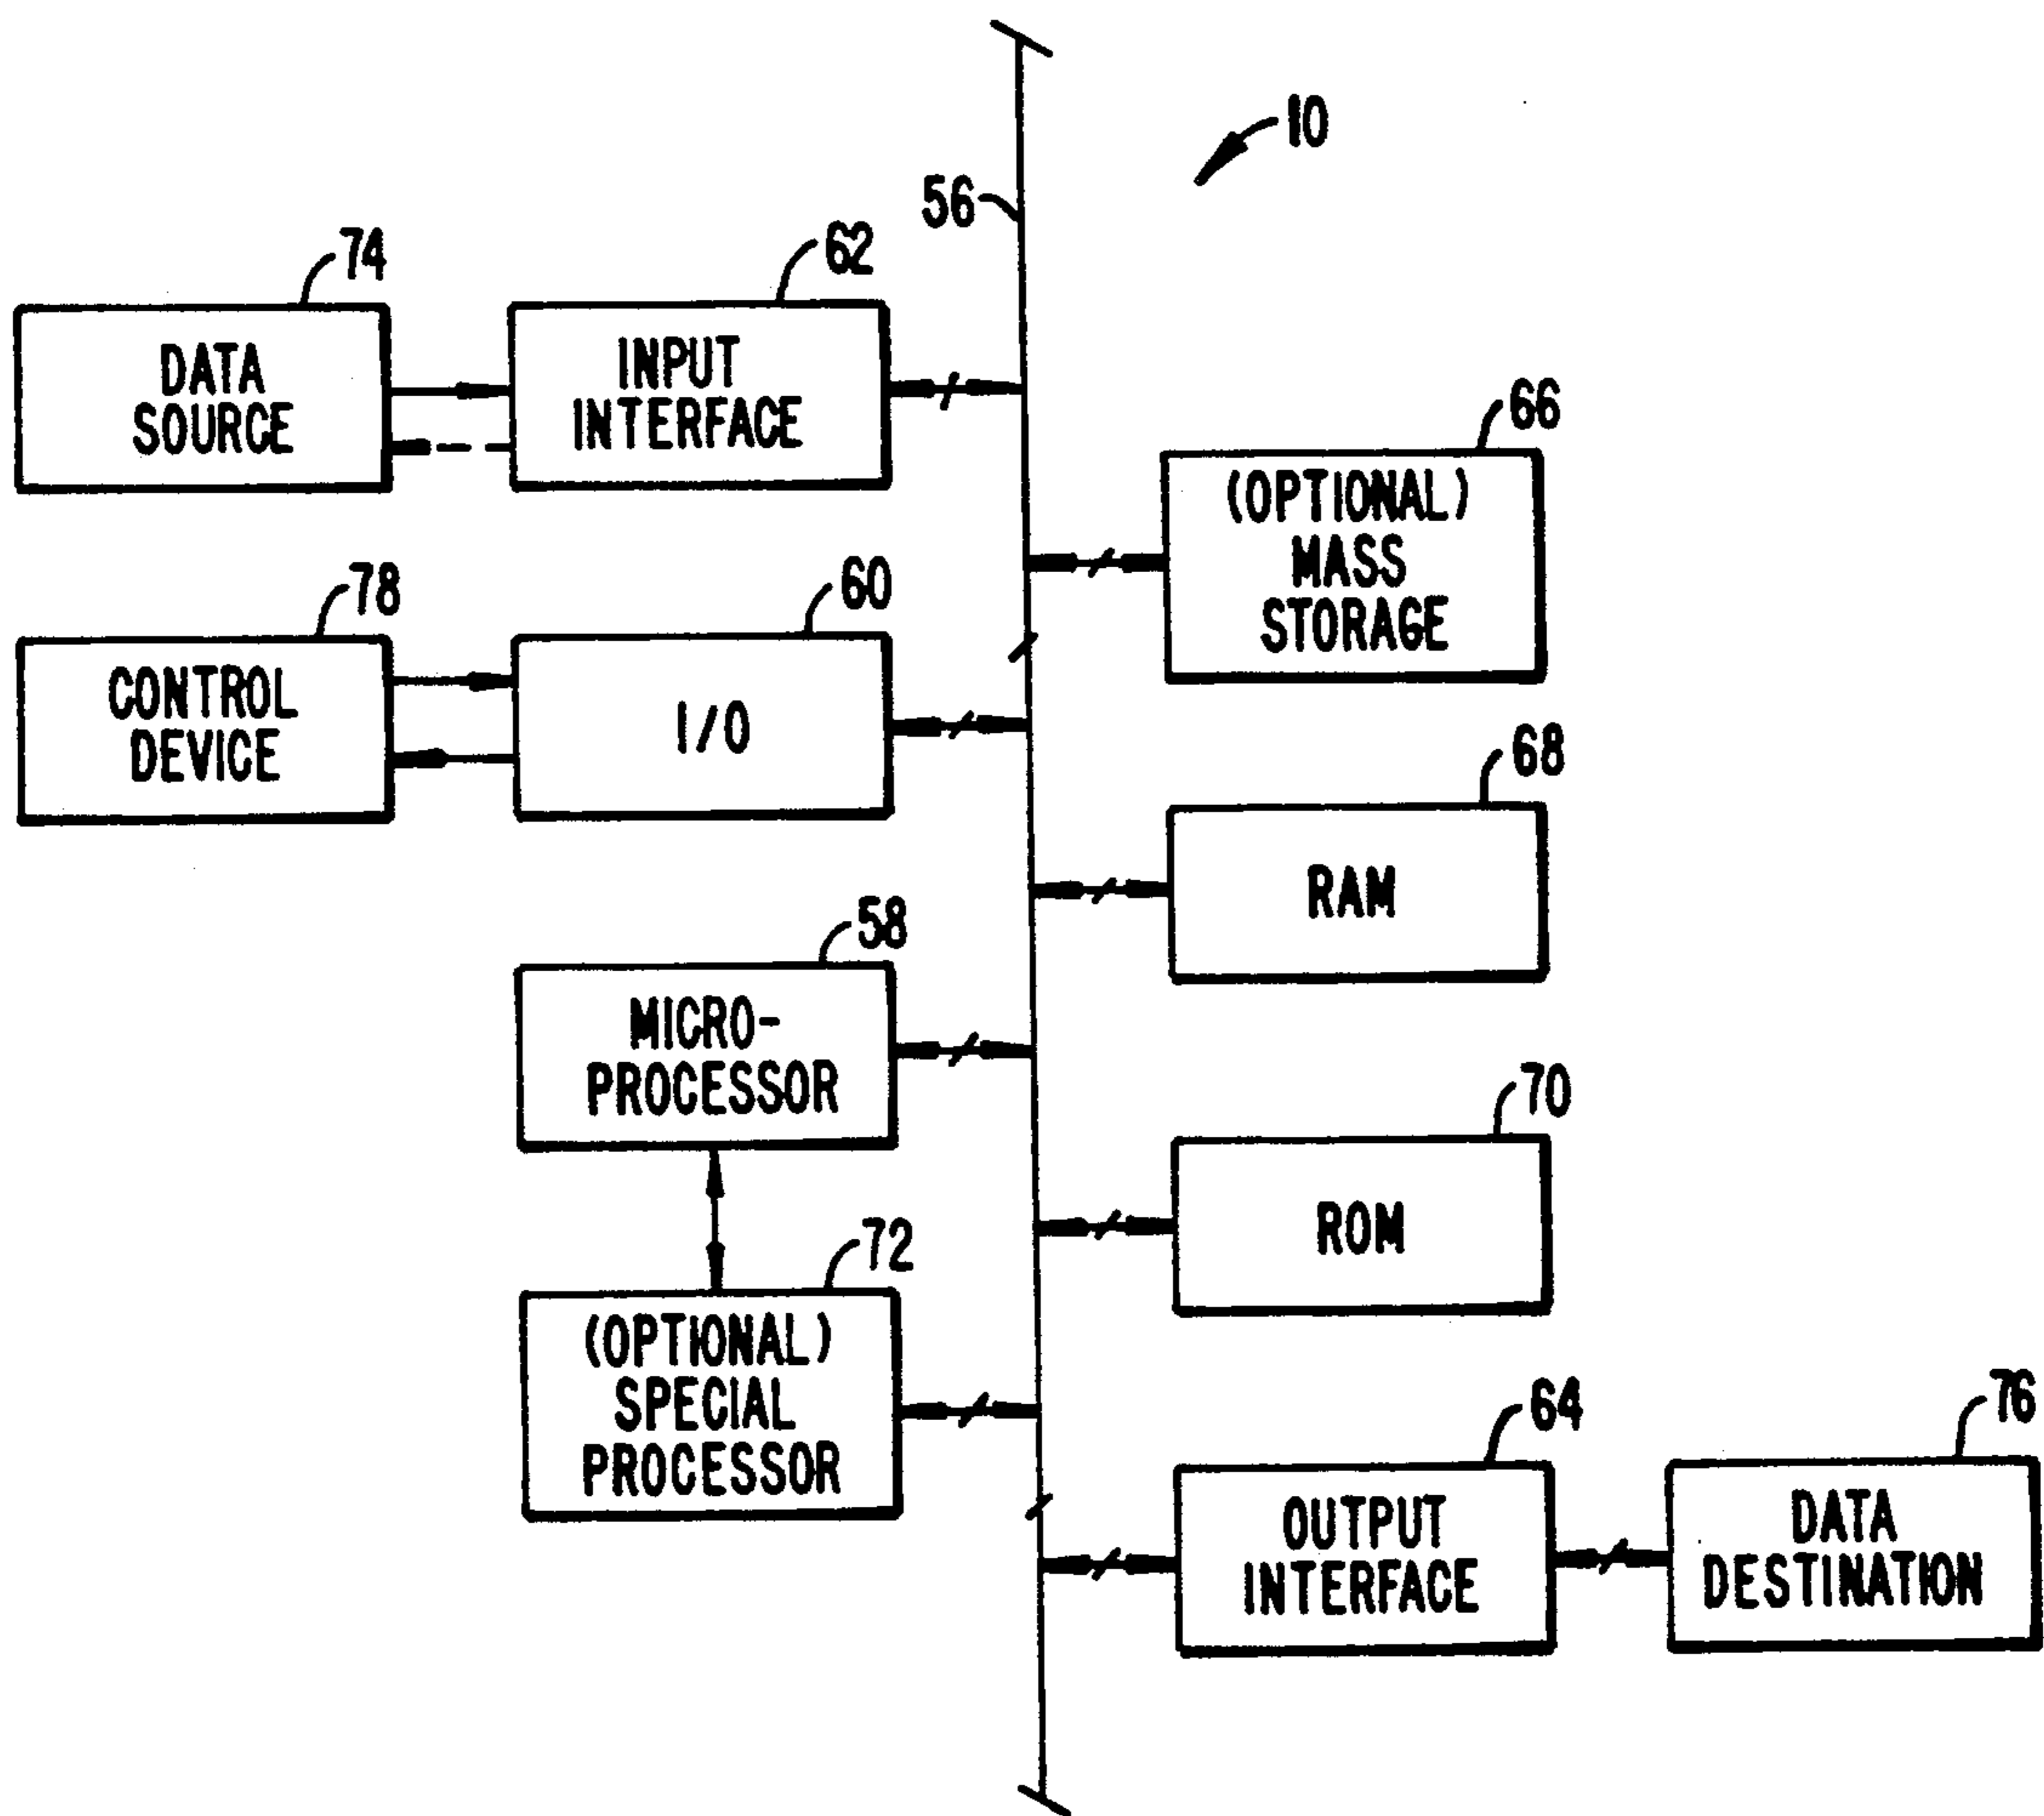 10
56
74
DATA
SOURCE
62
INPUT
INTERFACE
66
(OPTIONAL)
MASS
STORAGE
78
CONTROL
DEVICE
60
I/O
68
RAM
58
MICRO-
PROCESSOR
70
ROM
72
(OPTIONAL)
SPECIAL
PROCESSOR
64
OUTPUT
INTERFACE
76
DATA
DESTINATION